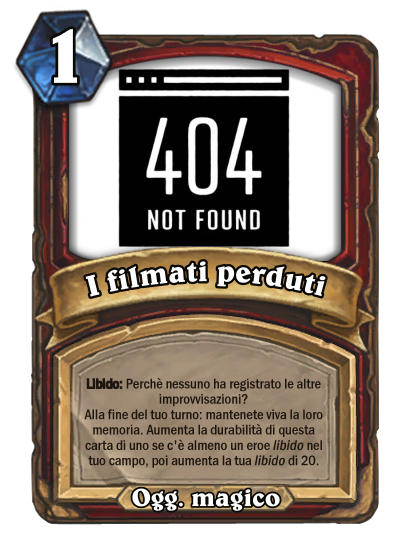 1
404
NOT FOUND
I filmati perduti
Libido: Perchè nessuno ha registrato le altre
improvvisazioni?
Alla fine del tuo turno: mantenete viva la loro
memoria. Aumenta la durabilità di questa
carta di uno se c'è almeno un eroe libido nel
tuo campo, poi aumenta la tua libido di 20.
Ogg. magico